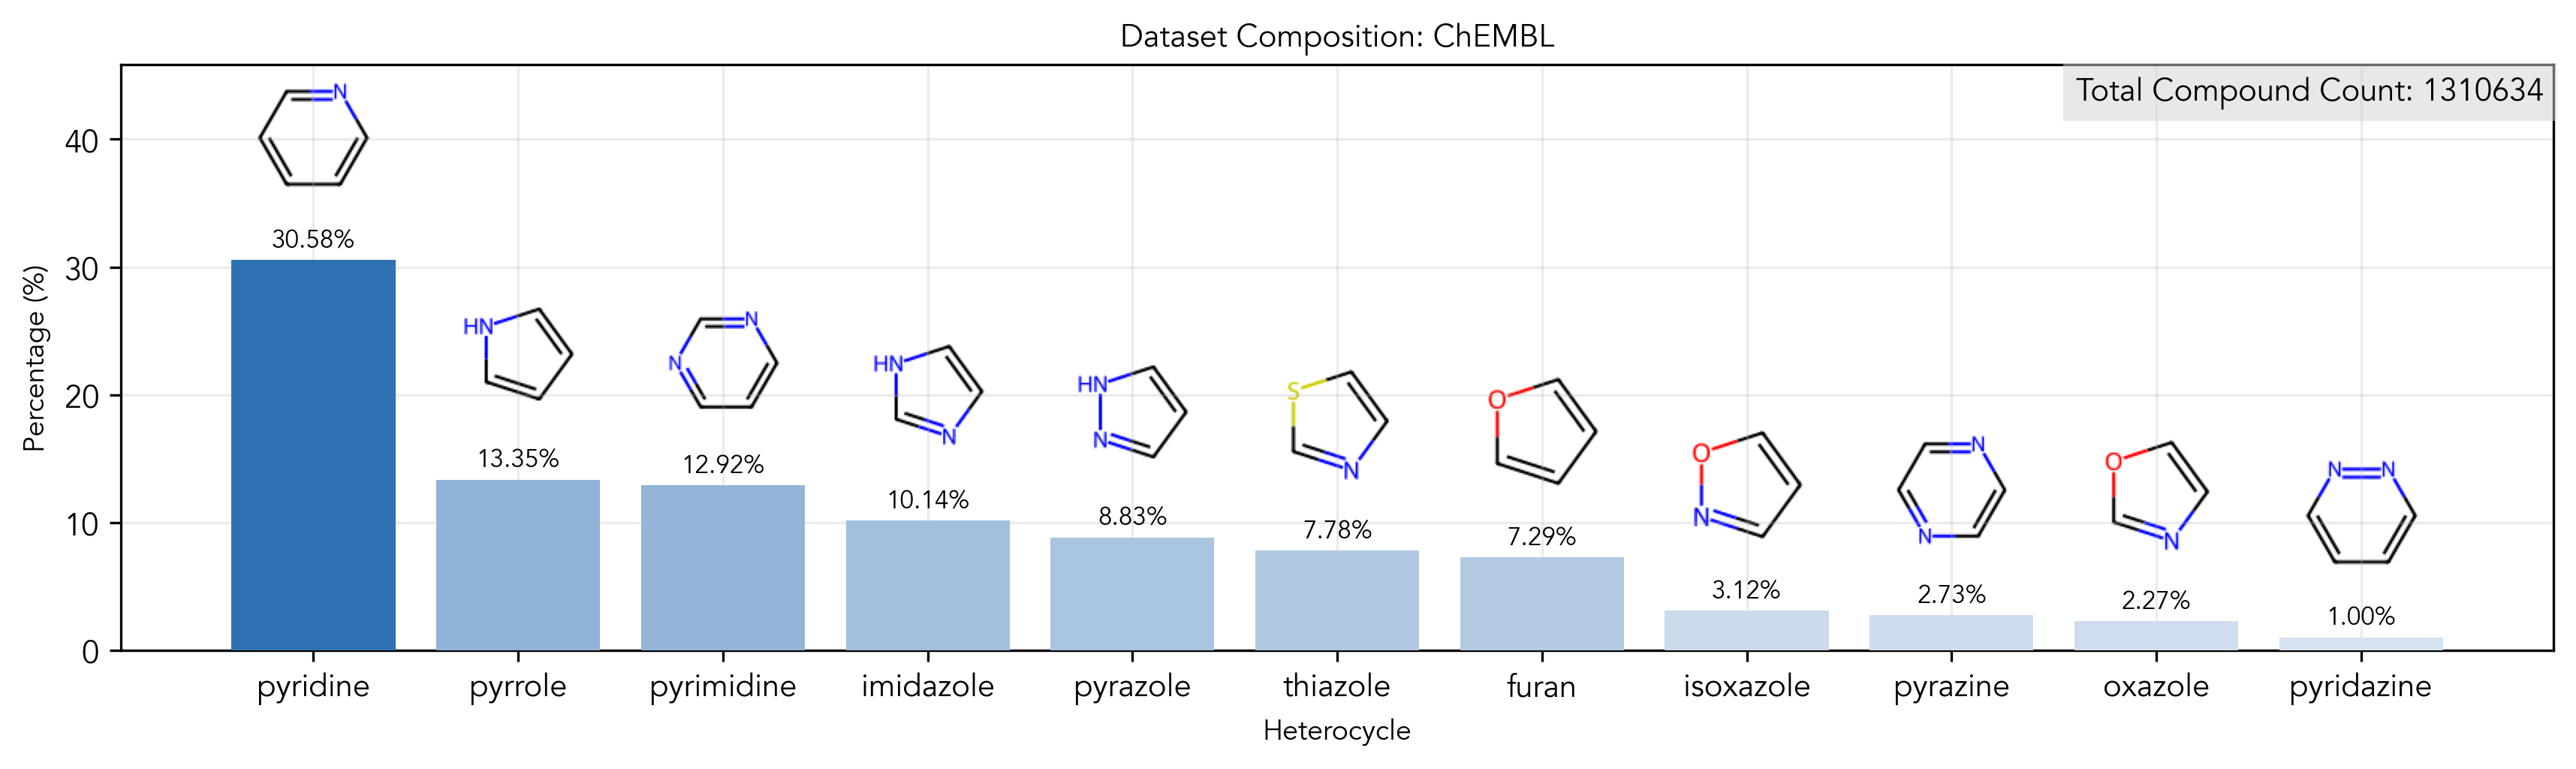 Dataset Composition: ChEMBL
Total Compound Count: 1310634
Percentage (%)
40
30
20
10
0
N
30.58%
HN
13.35%
N
N
12.92%
HN
N
10.14%
HN
N
8.83%
S
N
7.78%
O
7.29%
O
N
3.12%
N
N
2.73%
O
N
2.27%
N N
1.00%
pyridine pyrrole pyrimidine imidazole pyrazole thiazole furan isoxazole pyrazine oxazole pyridazine
Heterocycle